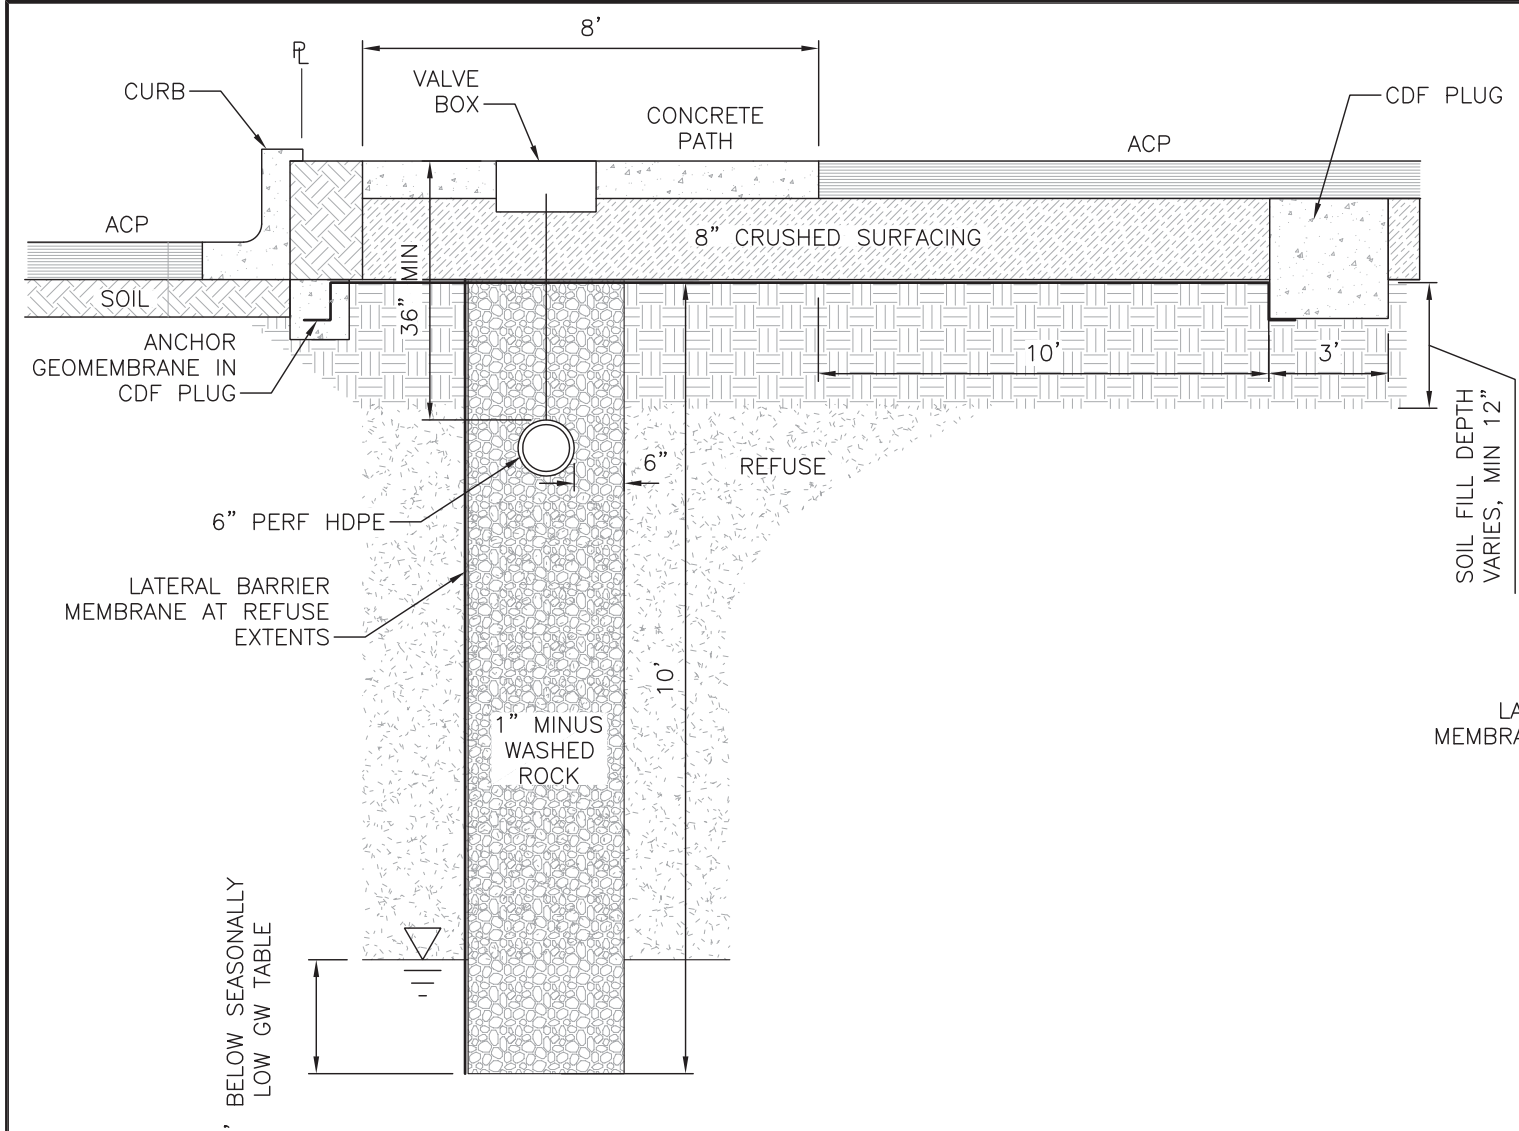 8'
PL
CURB
VALVE
BOX
CONCRETE
PATH
CDF PLUG
ACP
ACP
8" CRUSHED SURFACING
36" MIN
SOIL
ANCHOR
GEOMEMBRANE IN
CDF PLUG
10'
3'
SOIL FILL DEPTH
VARIES, MIN 12"
6"
REFUSE
6" PERF HDPE
LATERAL BARRIER
MEMBRANE AT REFUSE
EXTENTS
10'
1" MINUS
WASHED
ROCK
LA
MEMBRA
BELOW SEASONALLY
LOW GW TABLE